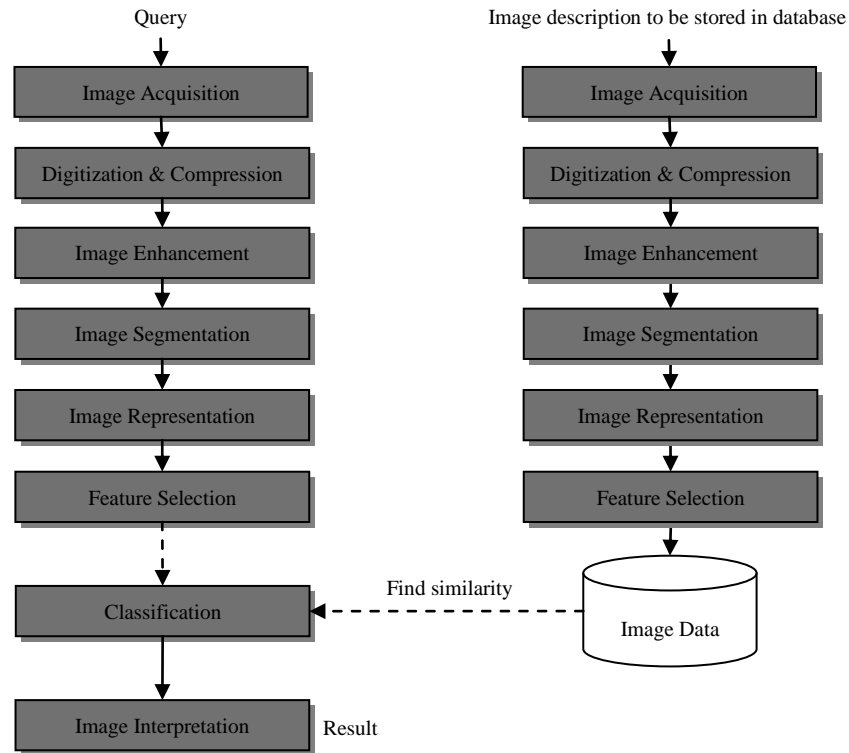 Query
Image Acquisition
Digitization & Compression
Image Enhancement
Image Segmentation
Image Representation
Feature Selection
Classification
Image Interpretation
Result
Image description to be stored in database
Image Acquisition
Digitization & Compression
Image Enhancement
Image Segmentation
Image Representation
Feature Selection
Image Data
Find similarity